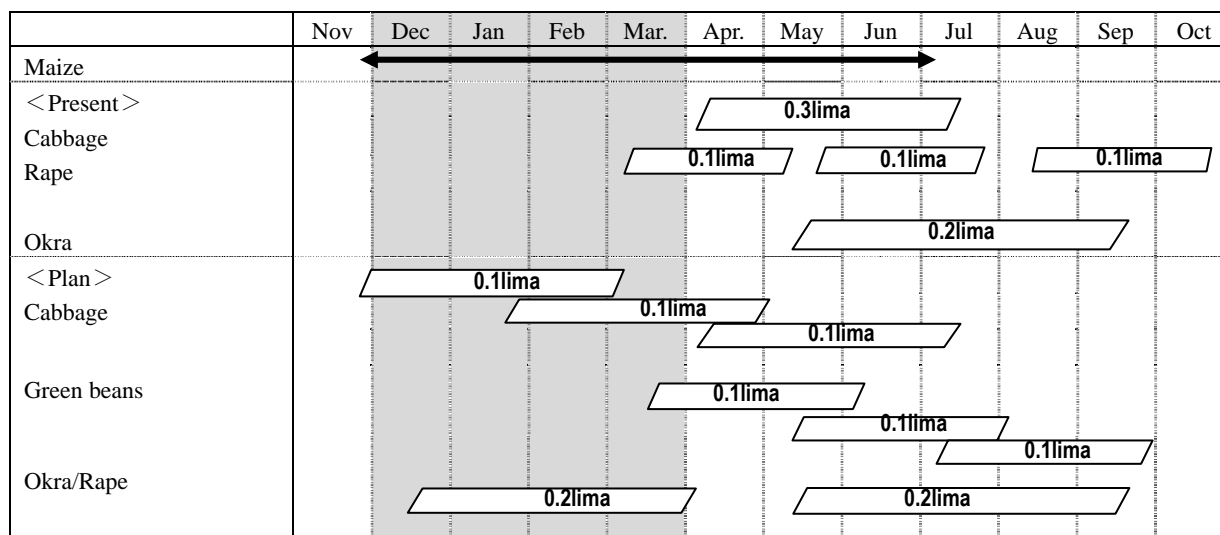 Nov Dec Jan Feb Mar. Apr. May Jun Jul Aug Sep Oct
Maize
＜Present＞
0.3lima
Cabbage
0.1lima 0.1lima 0.1lima
Rape
0.2lima
Okra
＜Plan＞
0.1lima
Cabbage
0.1lima
0.1lima
Green beans
0.1lima
0.1lima
0.1lima
Okra/Rape
0.2lima 0.2lima